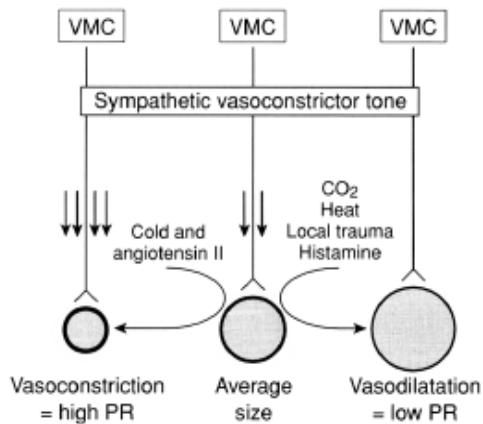 VMC
VMC
VMC
Sympathetic vasoconstrictor tone
Cold and
angiotensin II
CO2
Heat
Local trauma
Histamine
Vasoconstriction
= high PR
Average
size
Vasodilatation
= low PR